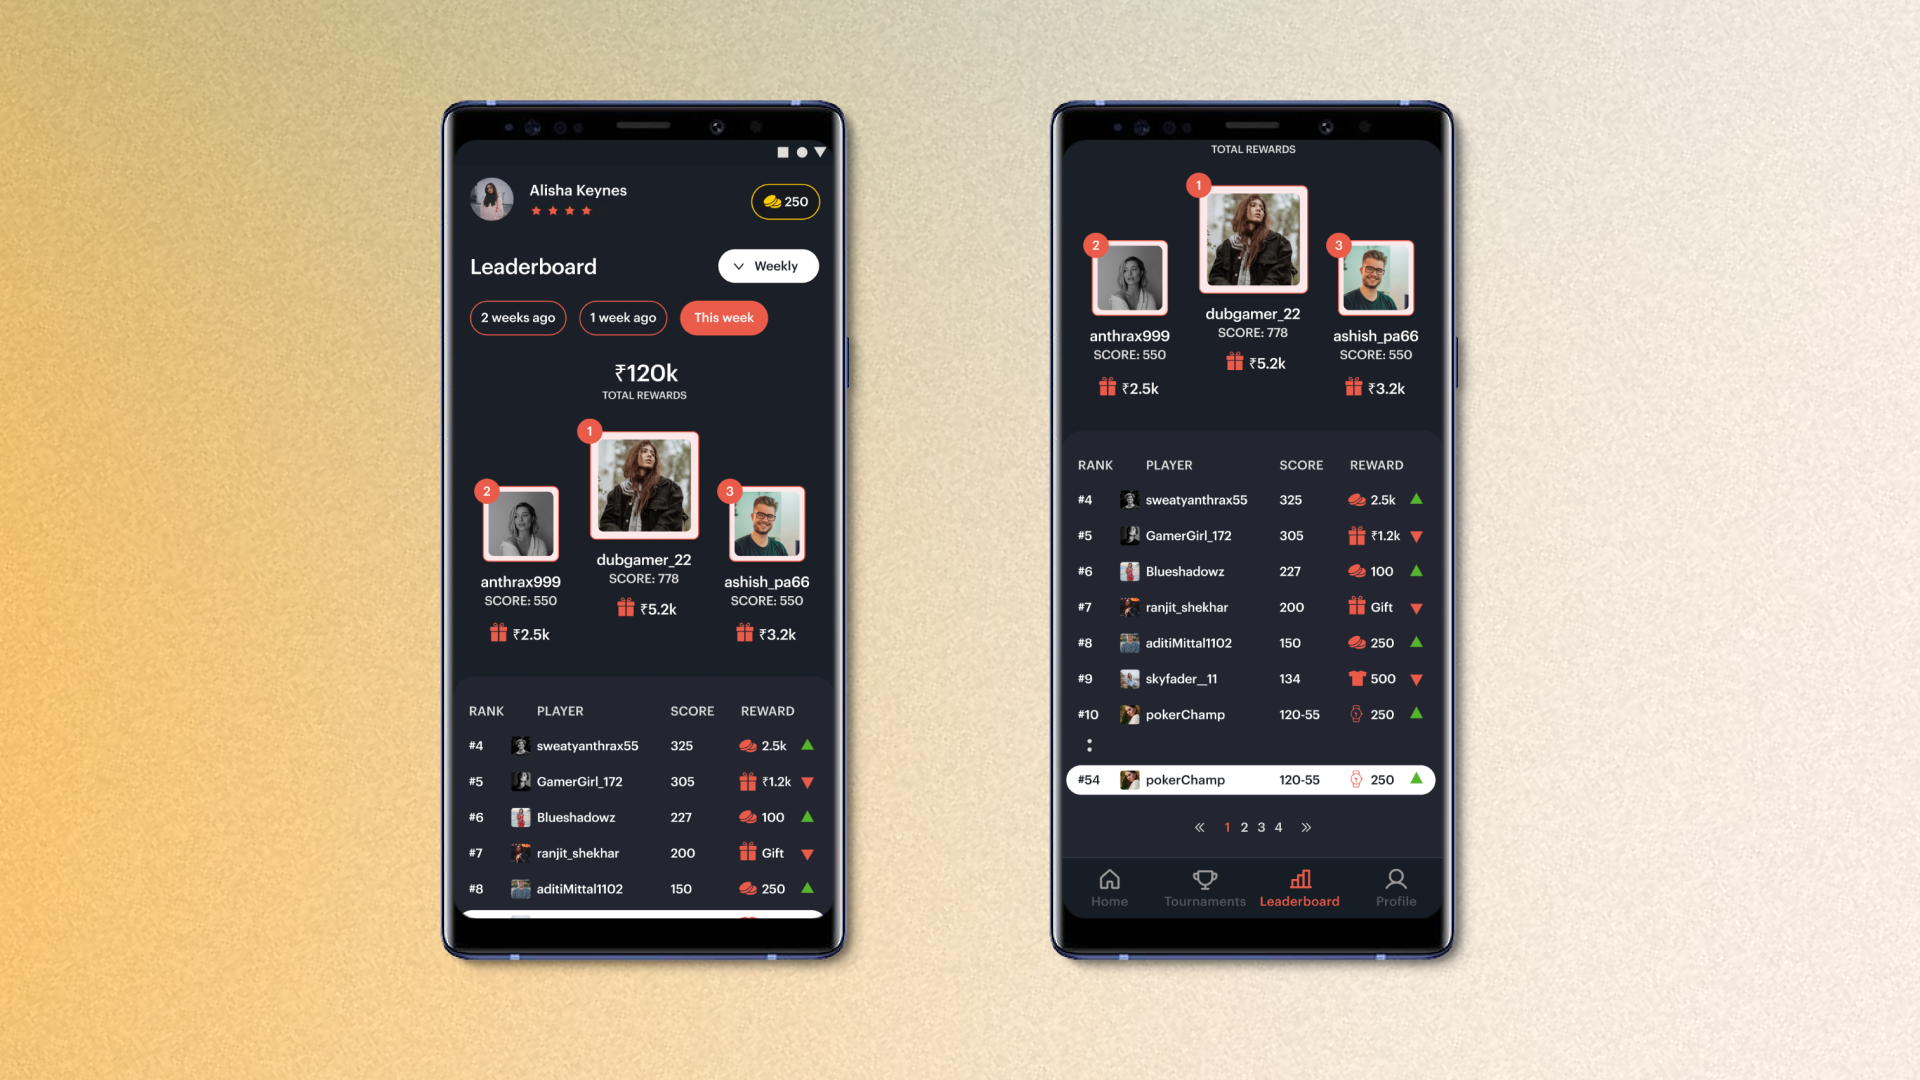 Alisha Keynes
250
Leaderboard
Weekly
2 weeks ago
1 week ago
This week
₹120k
TOTAL REWARDS
1
2
3
dubgamer_22
SCORE: 778
₹5.2k
anthrax999
SCORE: 550
₹2.5k
ashish_pa66
SCORE: 550
₹3.2k
RANK PLAYER SCORE REWARD
#4 sweatyanthrax55 325 2.5k
#5 GamerGirl_172 305 ₹1.2k
#6 Blueshadowz 227 100
#7 ranjit_shekhar 200 Gift
#8 aditiMittal1102 150 250
TOTAL REWARDS
1
2
3
dubgamer_22
SCORE: 778
₹5.2k
anthrax999
SCORE: 550
₹2.5k
ashish_pa66
SCORE: 550
₹3.2k
RANK PLAYER SCORE REWARD
#4 sweatyanthrax55 325 2.5k
#5 GamerGirl_172 305 ₹1.2k
#6 Blueshadowz 227 100
#7 ranjit_shekhar 200 Gift
#8 aditiMittal1102 150 250
#9 skyfader__11 134 500
#10 pokerChamp 120-55 250
:
#54 pokerChamp 120-55 250
« 1 2 3 4 »
Home Tournaments Leaderboard Profile